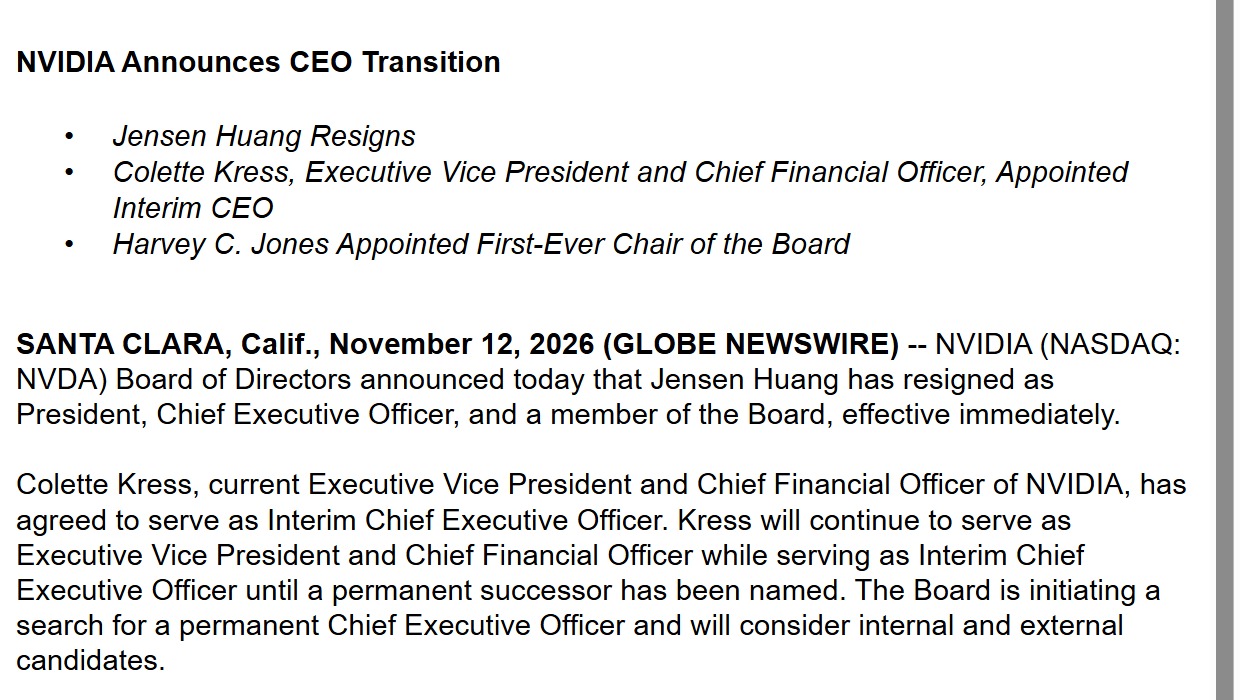 NVIDIA Announces CEO Transition
• Jensen Huang Resigns
• Colette Kress, Executive Vice President and Chief Financial Officer, Appointed
Interim CEO
• Harvey C. Jones Appointed First-Ever Chair of the Board
SANTA CLARA, Calif., November 12, 2026 (GLOBE NEWSWIRE) -- NVIDIA (NASDAQ:
NVDA) Board of Directors announced today that Jensen Huang has resigned as
President, Chief Executive Officer, and a member of the Board, effective immediately.
Colette Kress, current Executive Vice President and Chief Financial Officer of NVIDIA, has
agreed to serve as Interim Chief Executive Officer. Kress will continue to serve as
Executive Vice President and Chief Financial Officer while serving as Interim Chief
Executive Officer until a permanent successor has been named. The Board is initiating a
search for a permanent Chief Executive Officer and will consider internal and external
candidates.